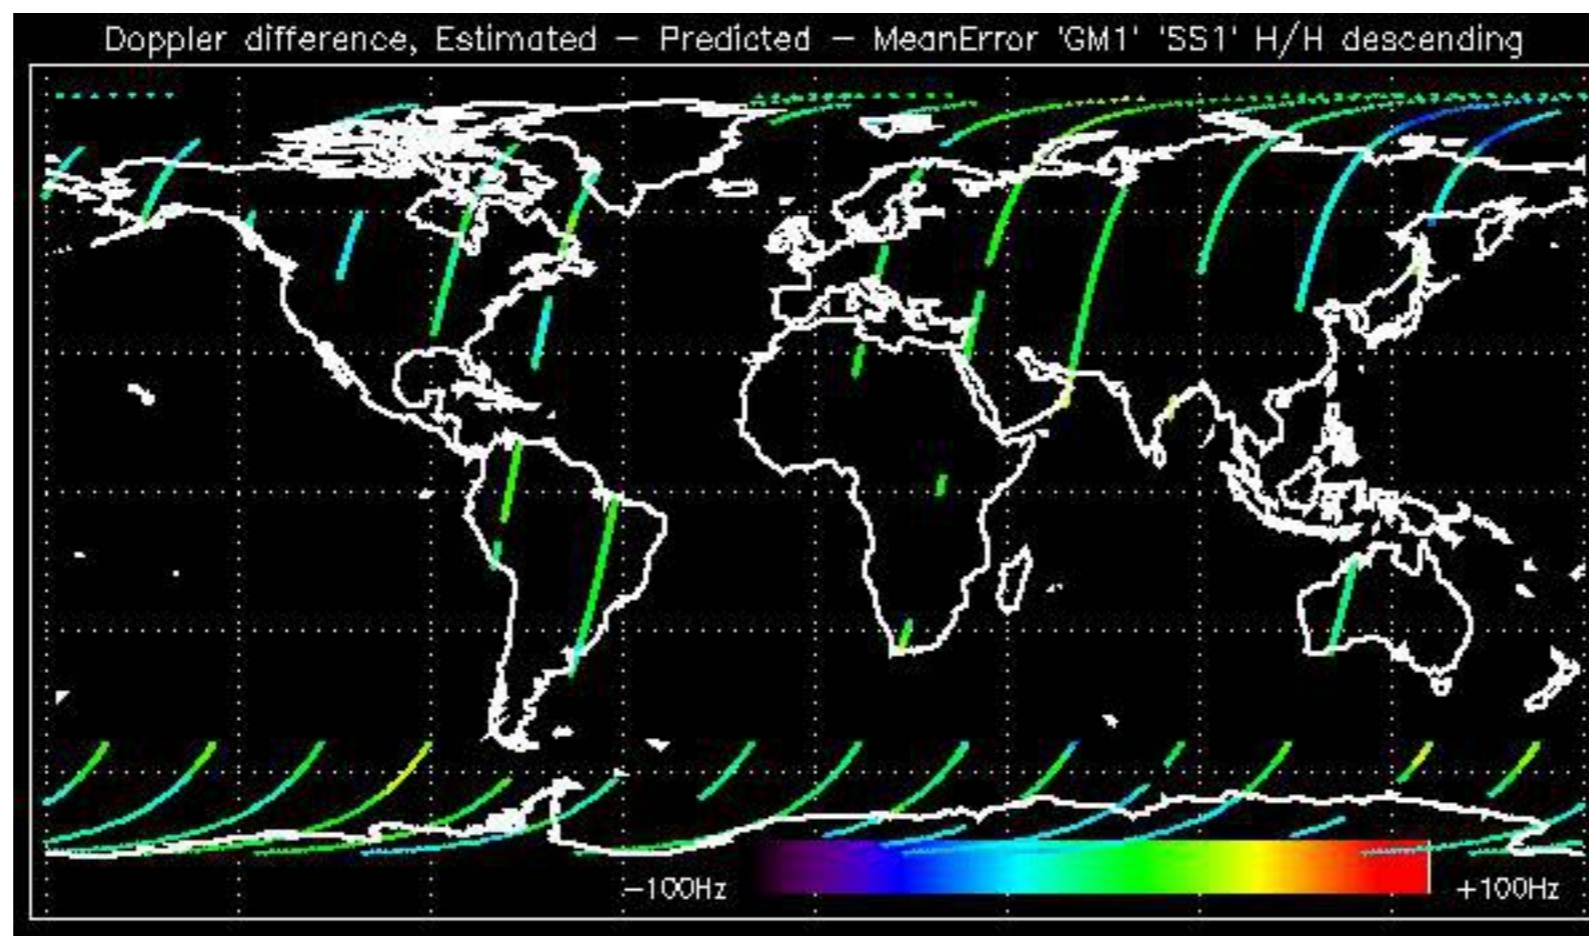 Doppler difference, Estimated – Predicted – MeanError 'GM1' 'SS1' H/H descending
–100Hz
+100Hz